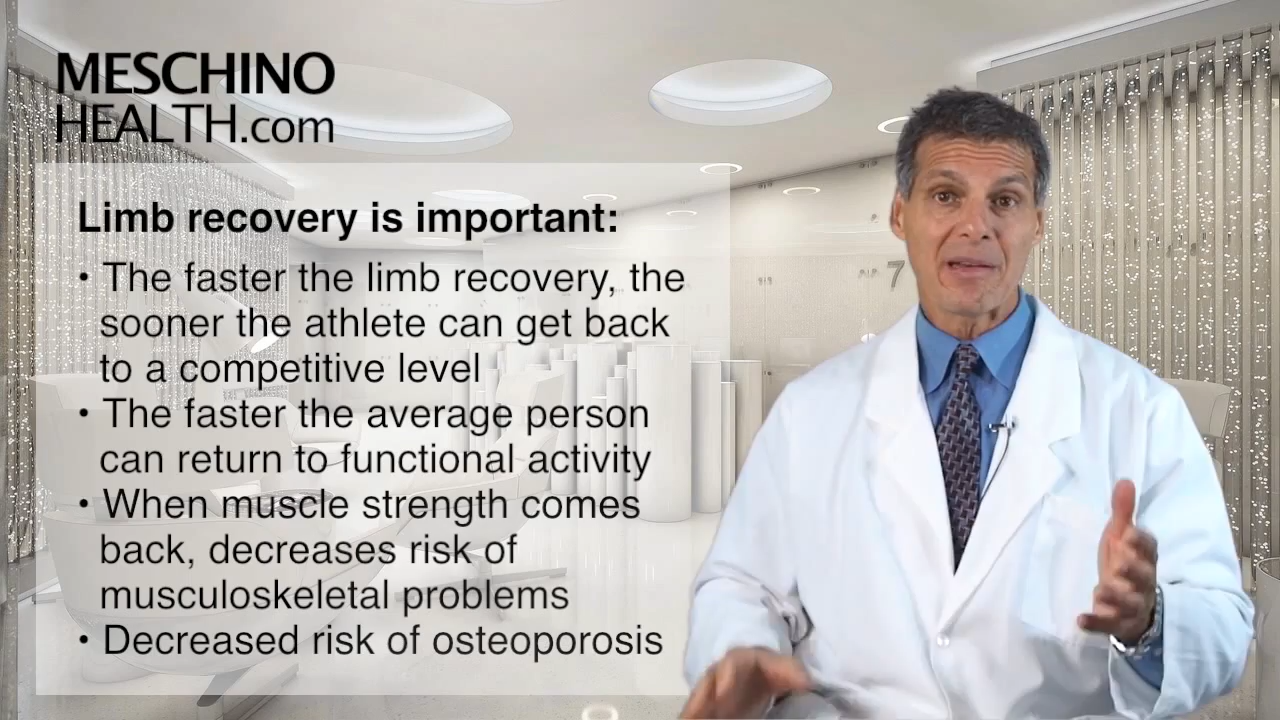 MESCHINO
HEALTH.com
Limb recovery is important:
• The faster the limb recovery, the
sooner the athlete can get back
to a competitive level
• The faster the average person
can return to functional activity
• When muscle strength comes
back, decreases risk of
musculoskeletal problems
• Decreased risk of osteoporosis
7